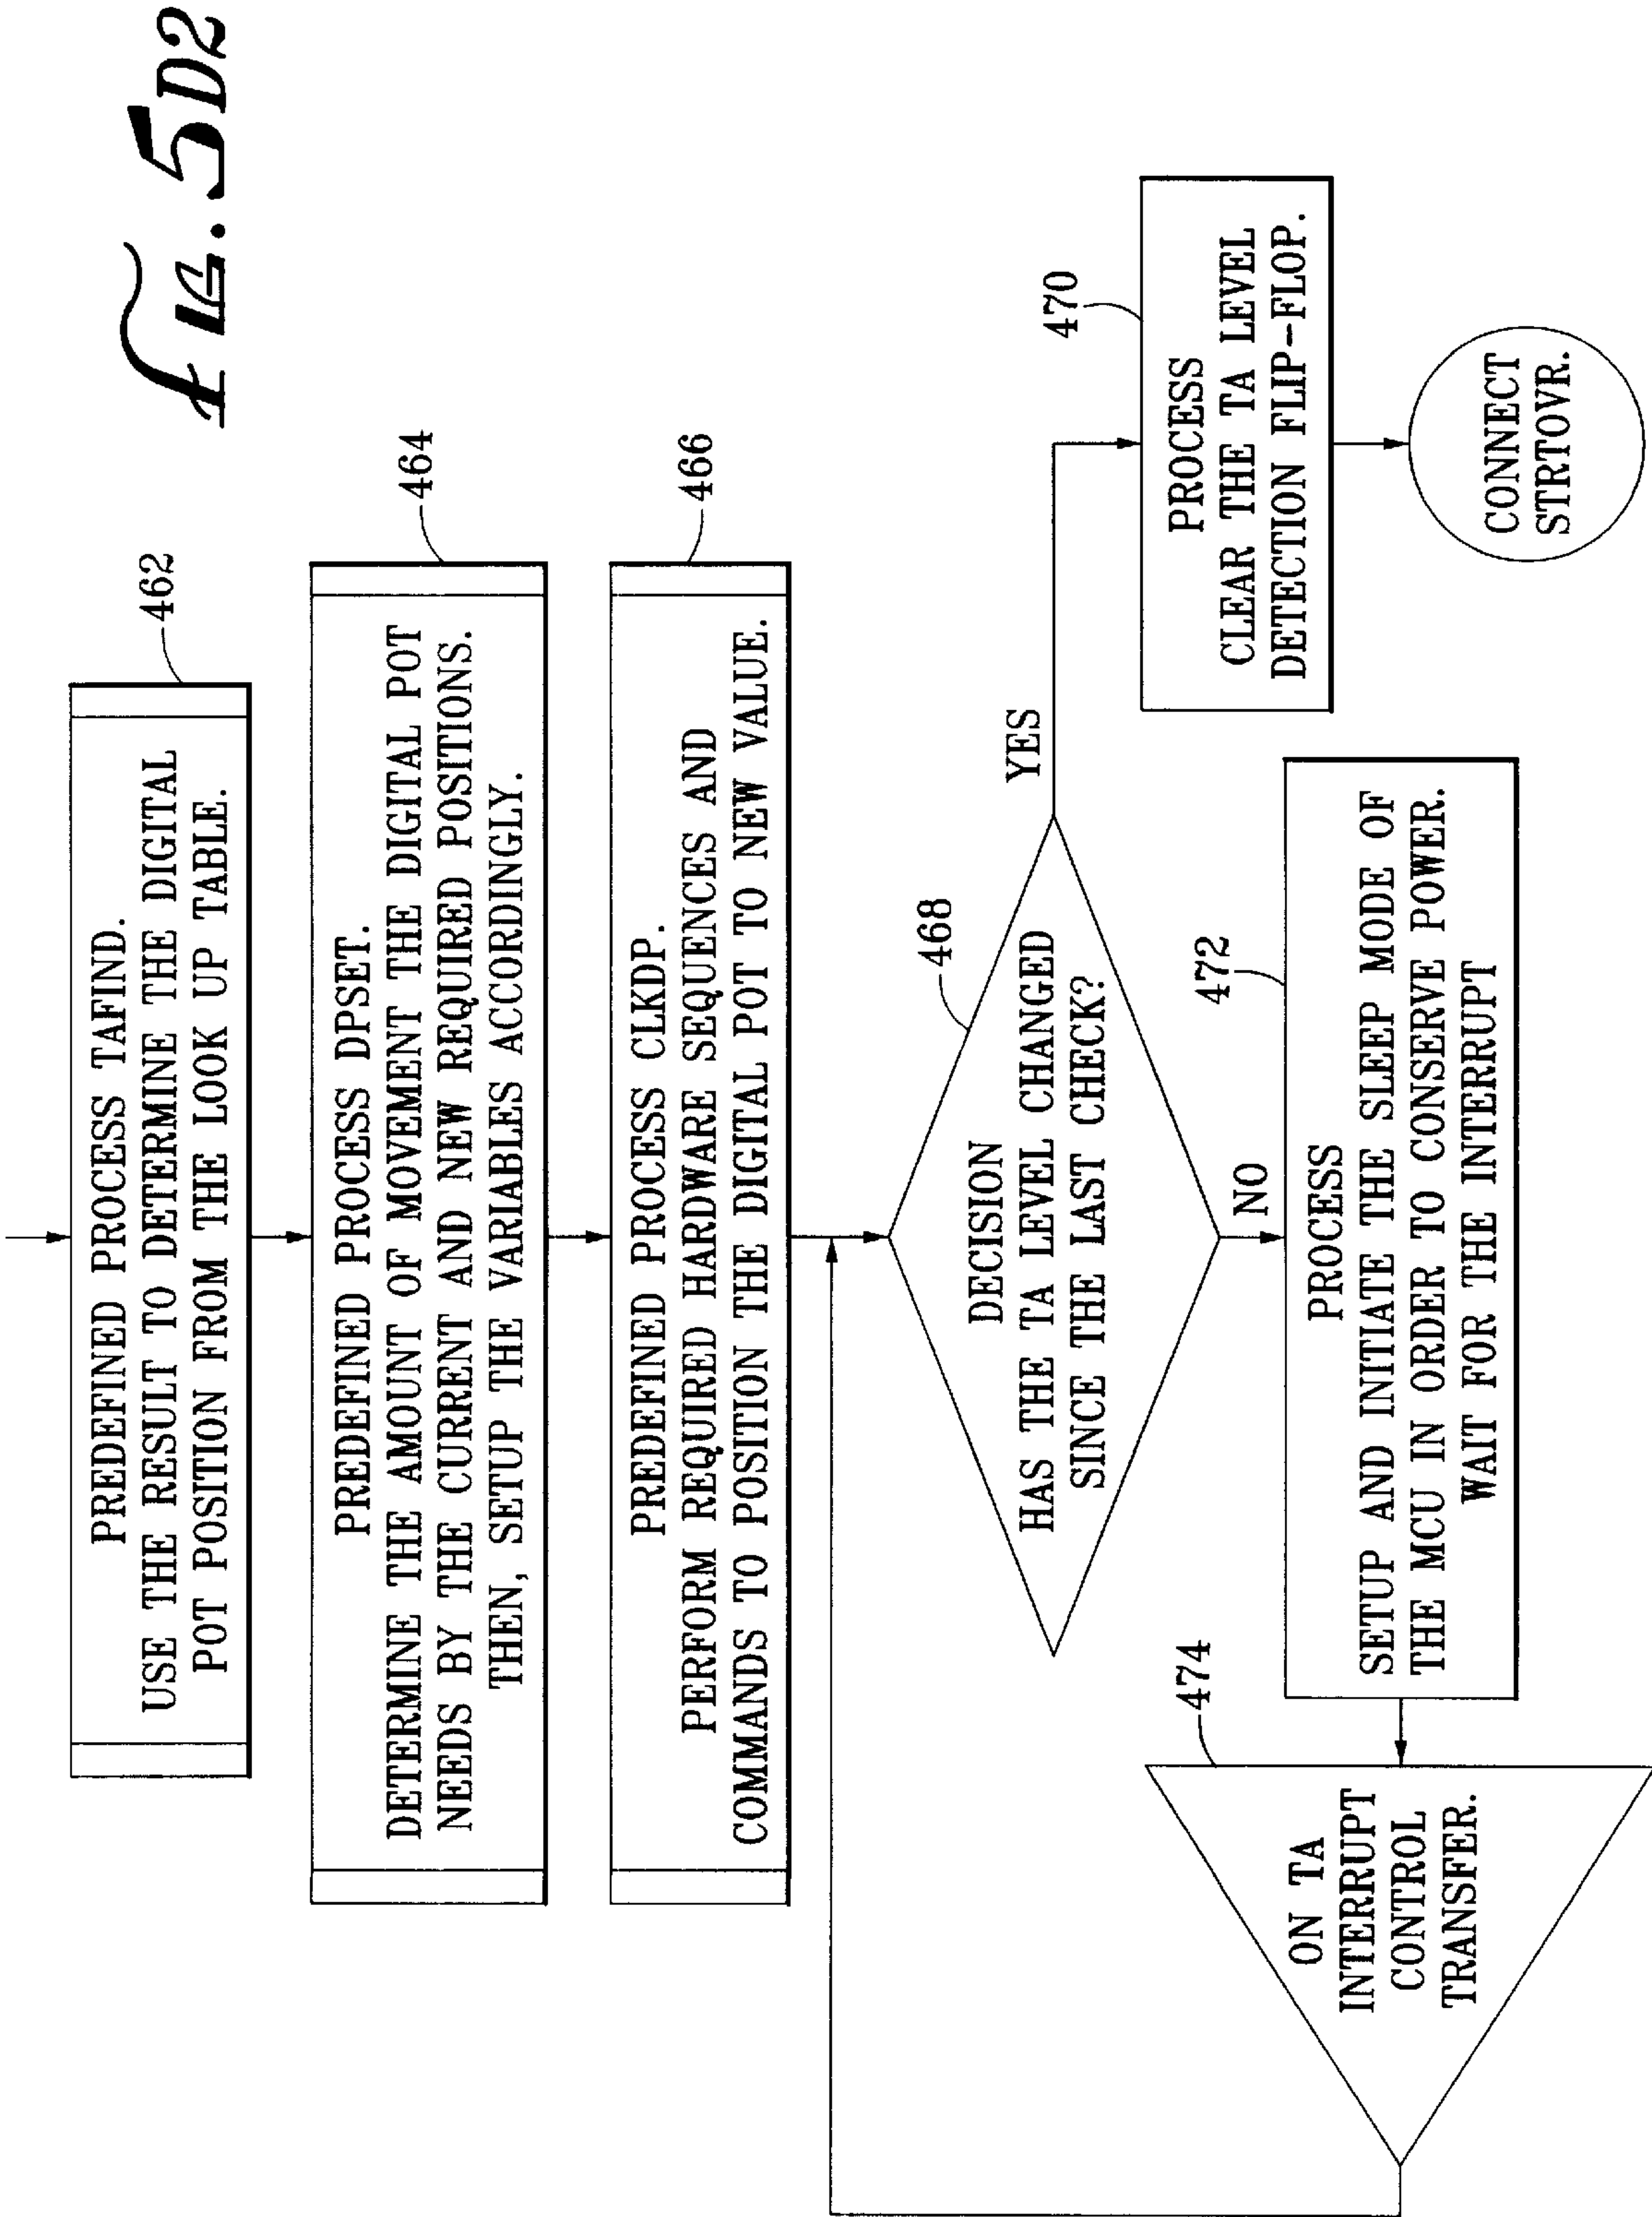 fig. 5D2
462
PREDEFINED PROCESS TAFIND.
USE THE RESULT TO DETERMINE THE DIGITAL
POT POSITION FROM THE LOOK UP TABLE.
464
PREDEFINED PROCESS DPSET.
DETERMINE THE AMOUNT OF MOVEMENT THE DIGITAL POT
NEEDS BY THE CURRENT AND NEW REQUIRED POSITIONS.
THEN, SETUP THE VARIABLES ACCORDINGLY.
466
PREDEFINED PROCESS CLKDP.
PERFORM REQUIRED HARDWARE SEQUENCES AND
COMMANDS TO POSITION THE DIGITAL POT TO NEW VALUE.
468
DECISION
HAS THE TA LEVEL CHANGED
SINCE THE LAST CHECK?
YES
470
PROCESS
CLEAR THE TA LEVEL
DETECTION FLIP-FLOP.
CONNECT
STRTOVR.
NO
472
PROCESS
SETUP AND INITIATE THE SLEEP MODE OF
THE MCU IN ORDER TO CONSERVE POWER.
WAIT FOR THE INTERRUPT
474
ON TA
INTERRUPT
CONTROL
TRANSFER.